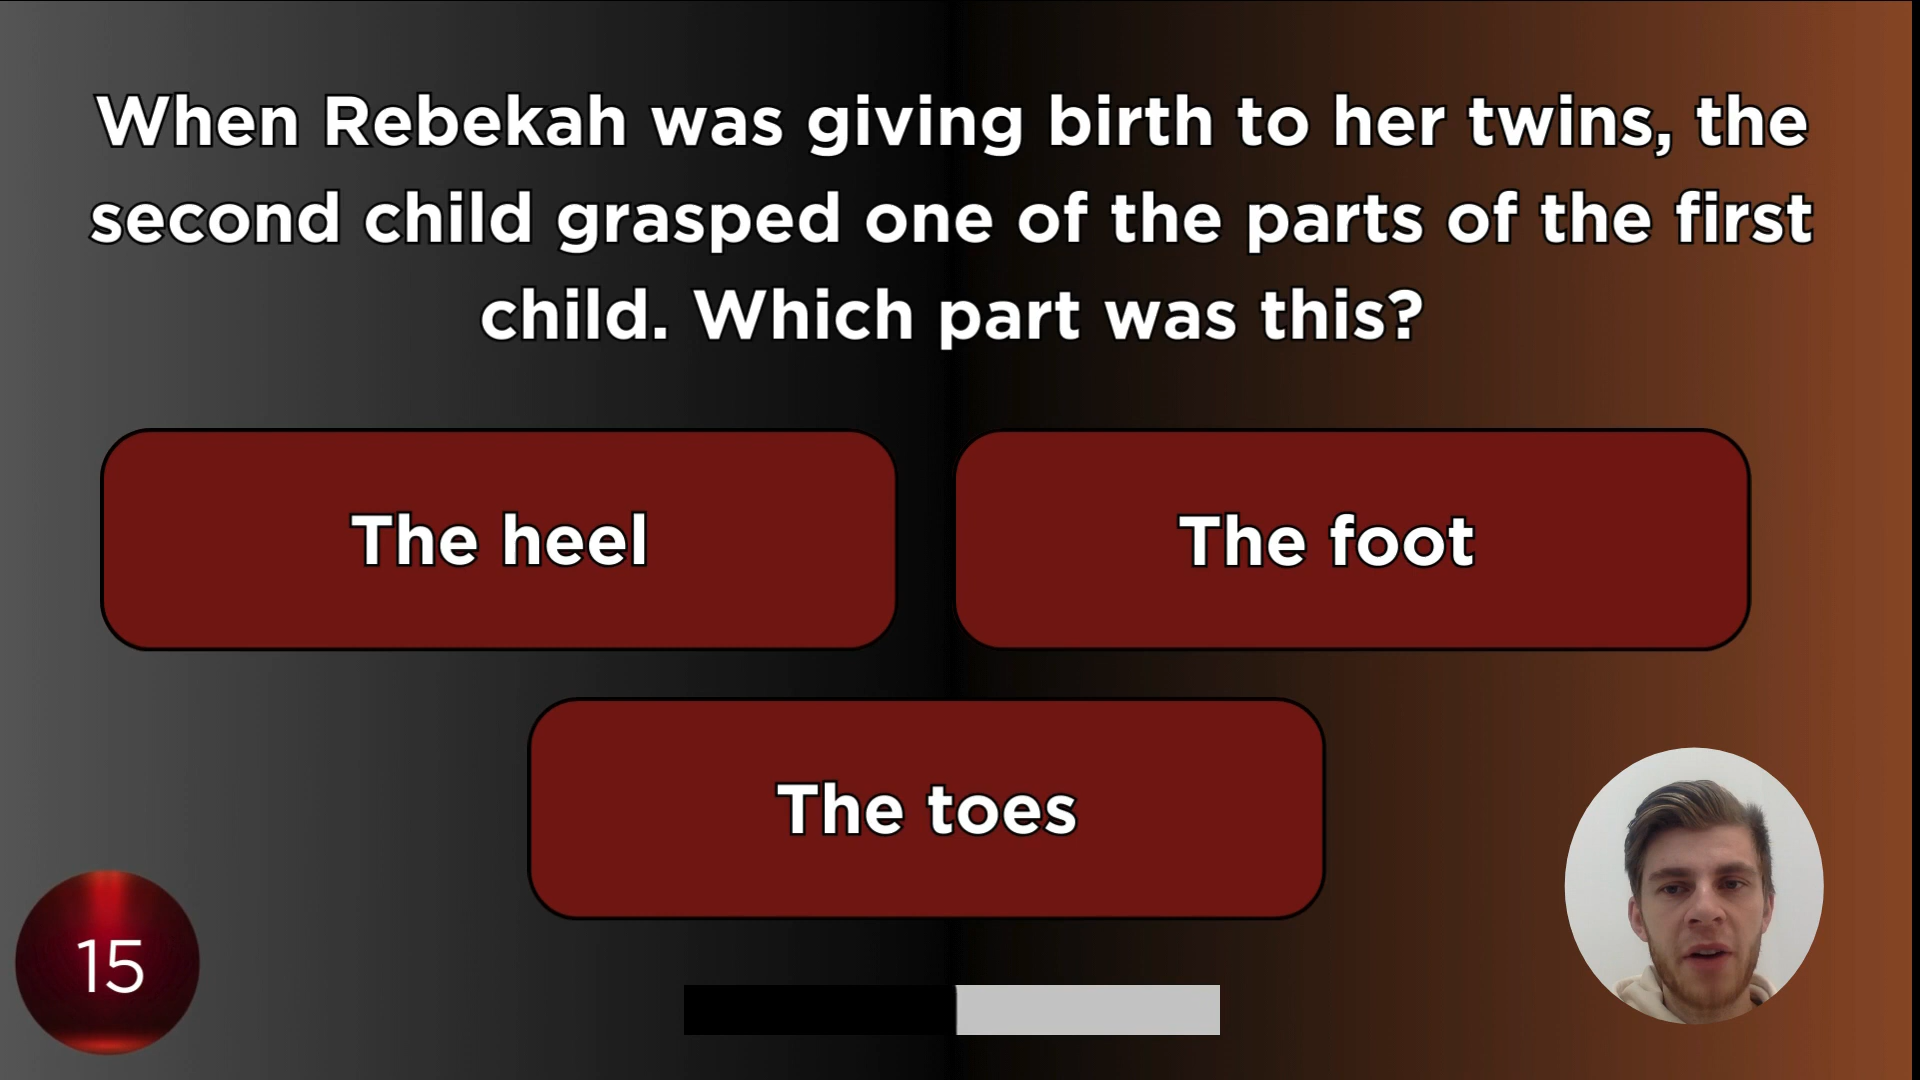 When Rebekah was giving birth to her twins, the
second child grasped one of the parts of the first
child. Which part was this?
The heel
The foot
The toes
15